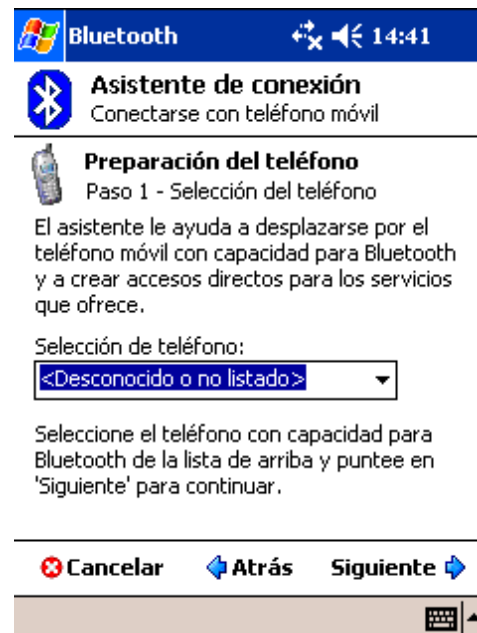 Bluetooth 14:41
Asistente de conexión
Conectarse con teléfono móvil
Preparación del teléfono
Paso 1 - Selección del teléfono
El asistente le ayuda a desplazarse por el
teléfono móvil con capacidad para Bluetooth
y a crear accesos directos para los servicios
que ofrece.
Selección de teléfono:
<Desconocido o no listado>
Seleccione el teléfono con capacidad para
Bluetooth de la lista de arriba y puntee en
'Siguiente' para continuar.
Cancelar Atrás Siguiente